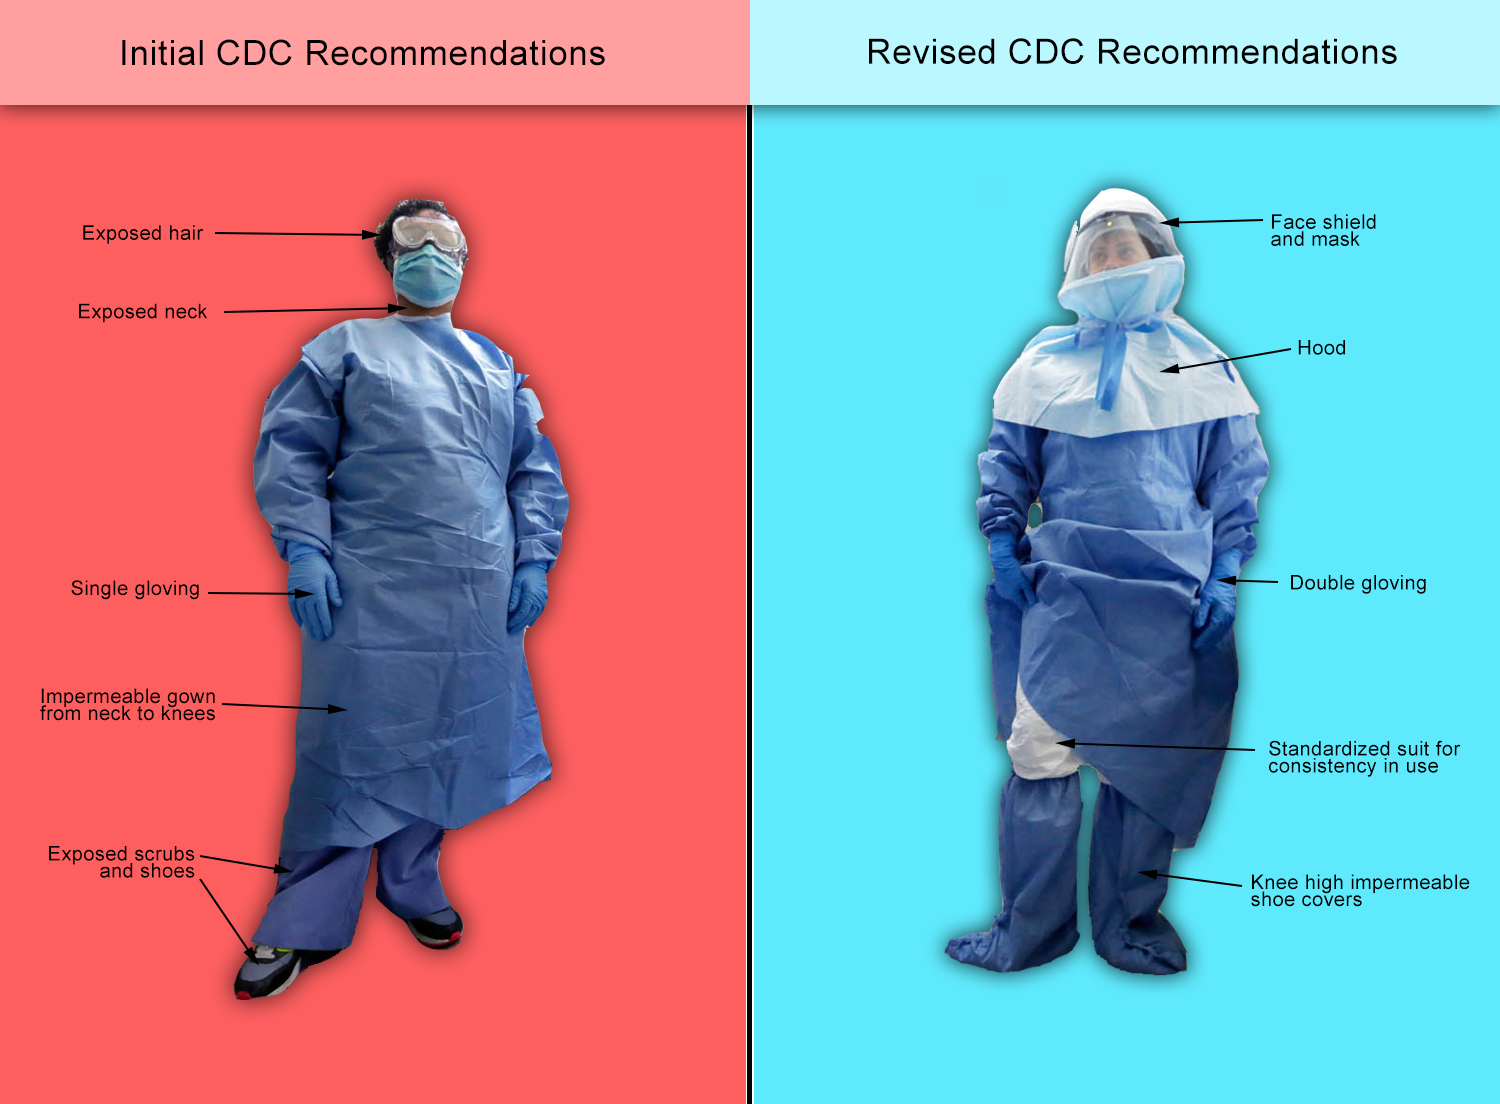 Initial CDC Recommendations
Exposed hair
Exposed neck
Single gloving
Impermeable gown
from neck to knees
Exposed scrubs
and shoes
Revised CDC Recommendations
Face shield
and mask
Hood
Double gloving
Standardized suit for
consistency in use
Knee high impermeable
shoe covers